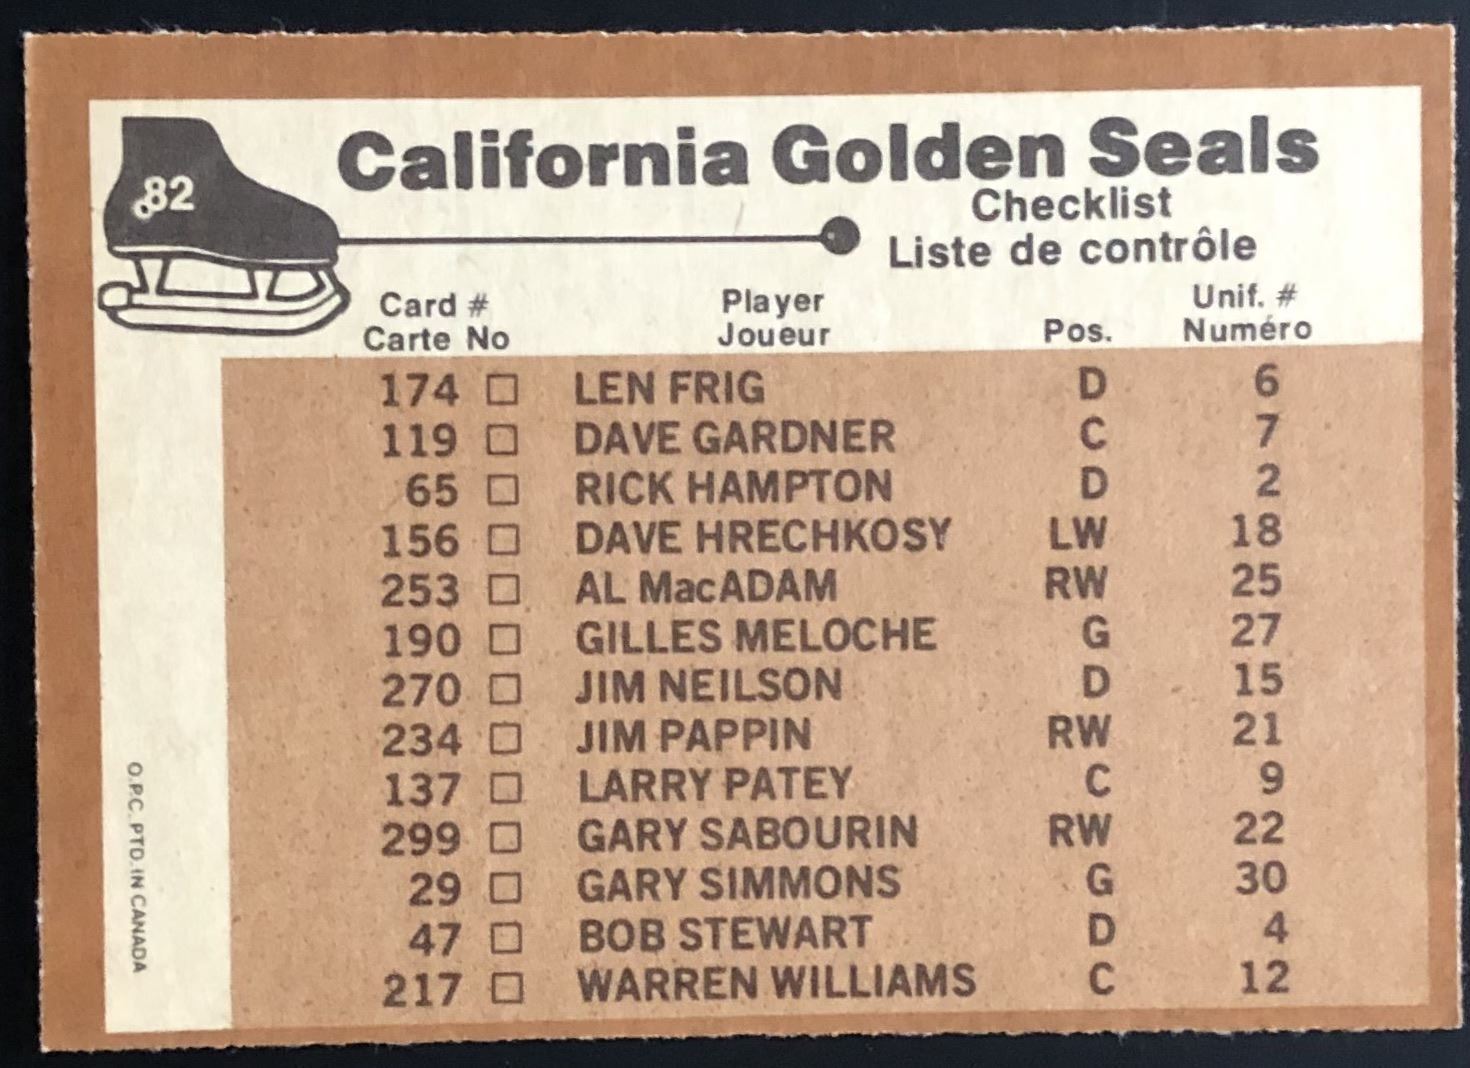 82
California Golden Seals
Checklist
Liste de contrôle
Card # Player Unif. #
Carte No Joueur Pos. Numéro
174 □ LEN FRIG D 6
119 □ DAVE GARDNER C 7
65 □ RICK HAMPTON D 2
156 □ DAVE HRECHKOSY LW 18
253 □ AL MacADAM RW 25
190 □ GILLES MELOCHE G 27
270 □ JIM NEILSON D 15
234 □ JIM PAPPIN RW 21
137 □ LARRY PATEY C 9
299 □ GARY SABOURIN RW 22
29 □ GARY SIMMONS G 30
47 □ BOB STEWART D 4
217 □ WARREN WILLIAMS C 12
O.P.C. PTD. IN CANADA